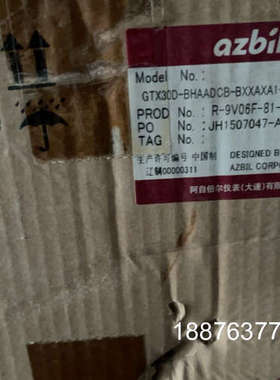 azbil
Model No.:
GTX30D-BHAADCB-BXXAXA1-
PROD No.: R-9V06F-81-
PO No.: JH1507047-A
TAG No.:
生产许可编号 中国制 DESIGNED B
辽制00000311 AZBIL CORPO
阿自倍尔仪表(大连)有限
18876377